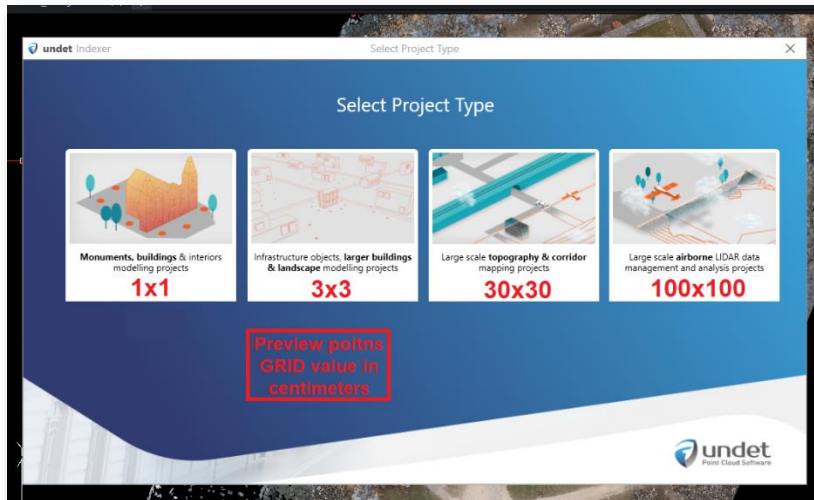 undet Indexer
Select Project Type
Select Project Type
Monuments, buildings & interiors
modelling projects
1x1
Infrastructure objects, larger buildings
& landscape modelling projects
3x3
Large scale topography & corridor
mapping projects
30x30
Large scale airborne LIDAR data
management and analysis projects
100x100
Preview poitns
GRID value in
centimeters
undet
Point Cloud Software